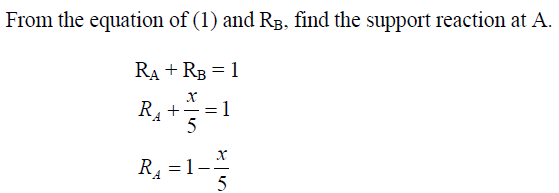 From the equation of (1) and R_B, find the support reaction at A.
R_A + R_B = 1
R_A + x/5 = 1
R_A = 1 - x/5